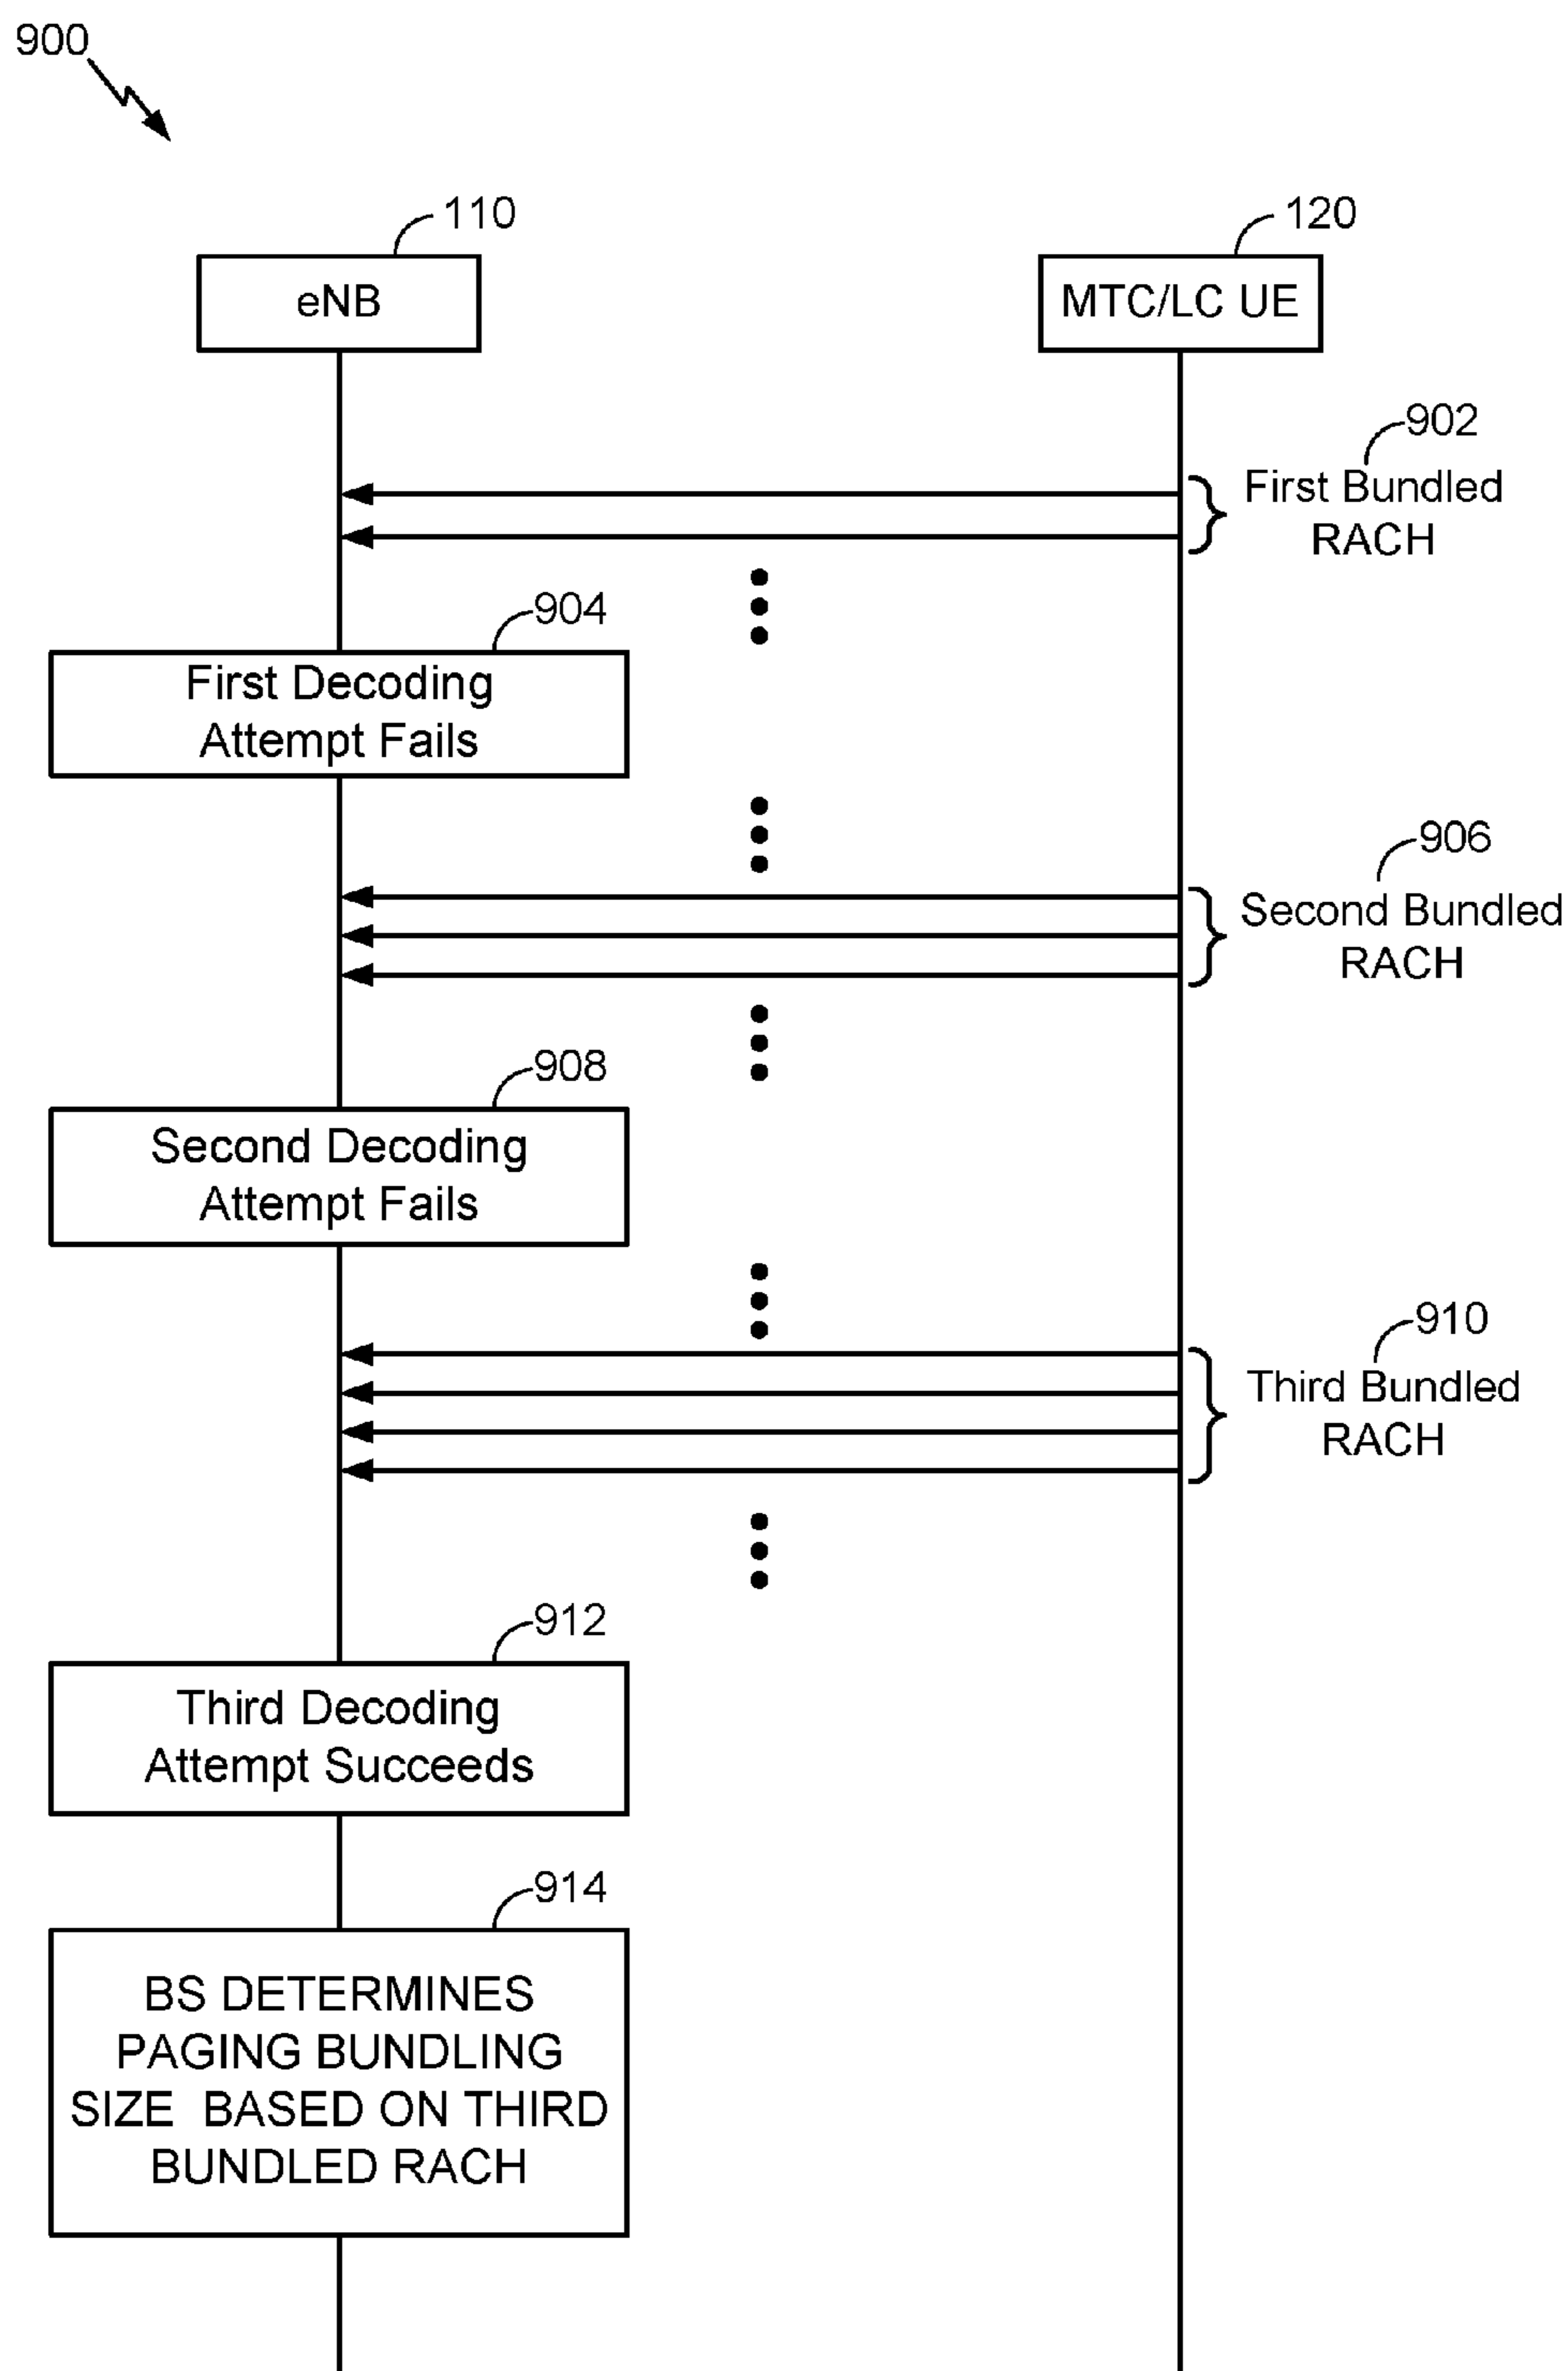 900
110
120
eNB
MTC/LC UE
902
First Bundled
RACH
904
First Decoding
Attempt Fails
906
Second Bundled
RACH
908
Second Decoding
Attempt Fails
910
Third Bundled
RACH
912
Third Decoding
Attempt Succeeds
914
BS DETERMINES
PAGING BUNDLING
SIZE BASED ON THIRD
BUNDLED RACH